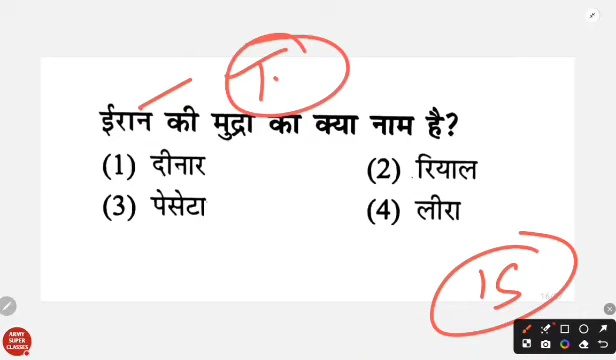 T.
ईरान की मुद्रा का क्या नाम है?
(1) दीनार (2) रियाल
(3) पेसेटा (4) लीरा
15
ARMY
SUPER
CLASSES